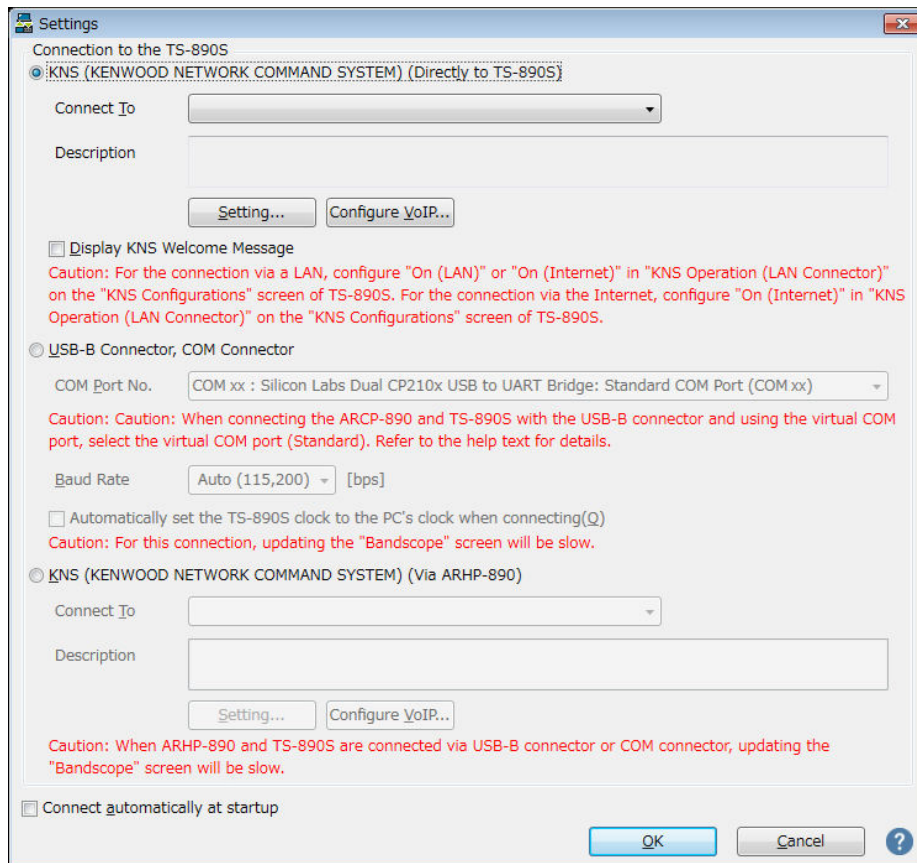 Settings
Connection to the TS-890S
KNS (KENWOOD NETWORK COMMAND SYSTEM) (Directly to TS-890S)
Connect To
Description
Setting... Configure VoIP...
Display KNS Welcome Message
Caution: For the connection via a LAN, configure "On (LAN)" or "On (Internet)" in "KNS Operation (LAN Connector)"
on the "KNS Configurations" screen of TS-890S. For the connection via the Internet, configure "On (Internet)" in "KNS
Operation (LAN Connector)" on the "KNS Configurations" screen of TS-890S.
USB-B Connector, COM Connector
COM Port No. COM xx : Silicon Labs Dual CP210x USB to UART Bridge: Standard COM Port (COM xx)
Caution: Caution: When connecting the ARCP-890 and TS-890S with the USB-B connector and using the virtual COM
port, select the virtual COM port (Standard). Refer to the help text for details.
Baud Rate Auto (115,200) [bps]
Automatically set the TS-890S clock to the PC's clock when connecting(Q)
Caution: For this connection, updating the "Bandscope" screen will be slow.
KNS (KENWOOD NETWORK COMMAND SYSTEM) (Via ARHP-890)
Connect To
Description
Setting... Configure VoIP...
Caution: When ARHP-890 and TS-890S are connected via USB-B connector or COM connector, updating the
"Bandscope" screen will be slow.
Connect automatically at startup
OK Cancel ?